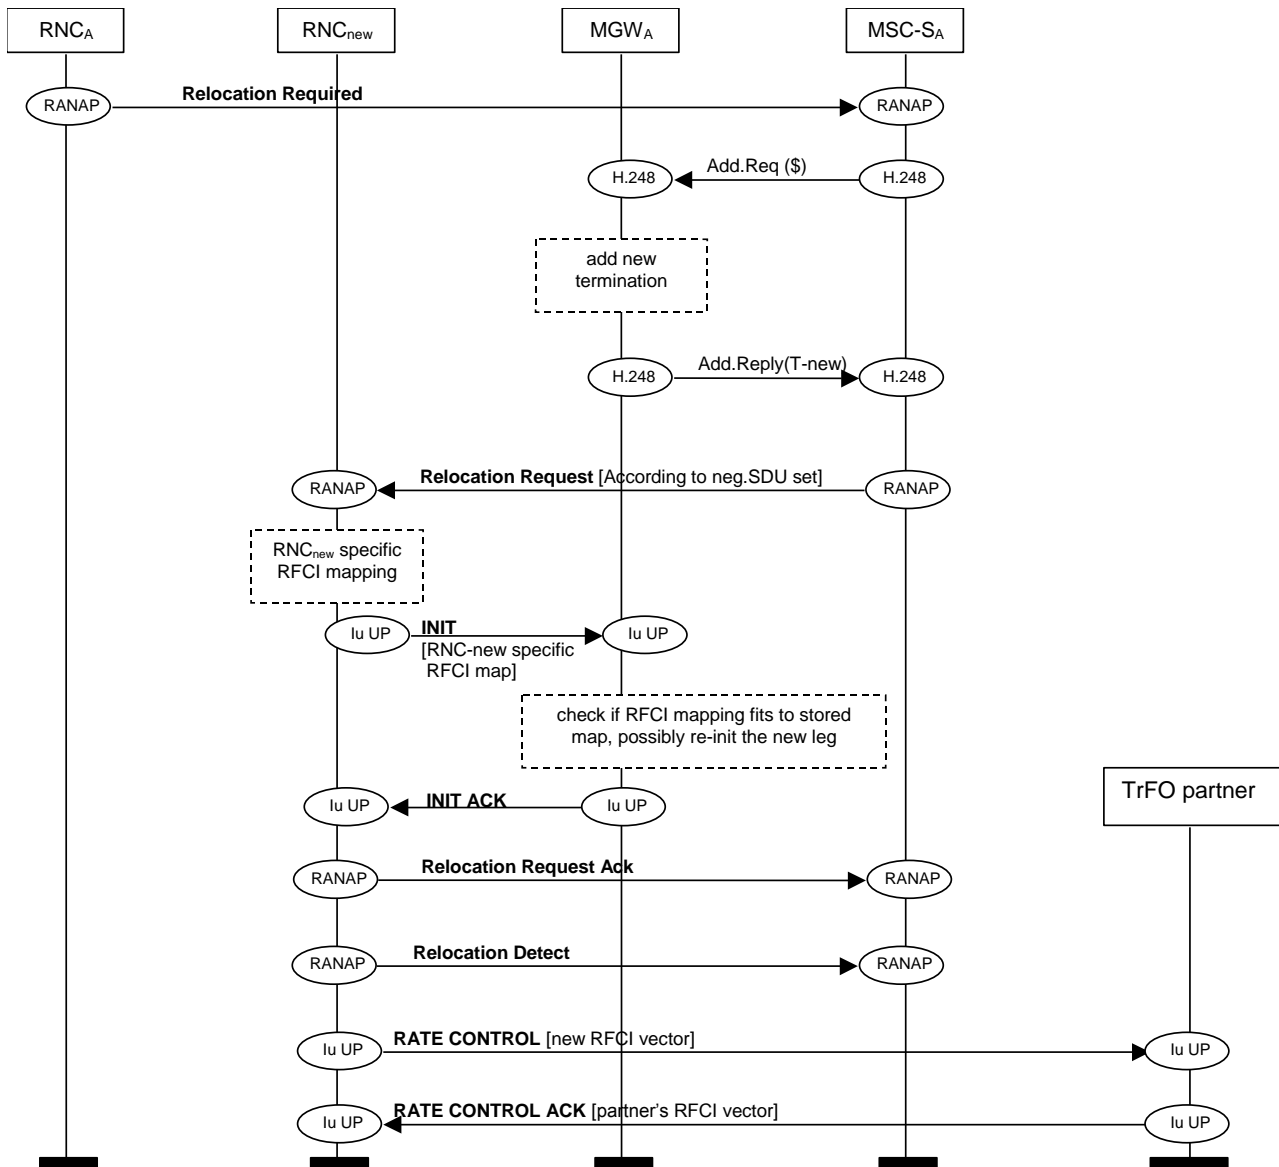 RNCA
RNCnew
MGWA
MSC-SA
Relocation Required
RANAP
RANAP
Add.Req ($)
H.248
H.248
add new
termination
Add.Reply(T-new)
H.248
H.248
Relocation Request [According to neg.SDU set]
RANAP
RANAP
RNCnew specific
RFCI mapping
INIT
Iu UP
Iu UP
[RNC-new specific
RFCI map]
check if RFCI mapping fits to stored
map, possibly re-init the new leg
TrFO partner
INIT ACK
Iu UP
Iu UP
Relocation Request Ack
RANAP
RANAP
Relocation Detect
RANAP
RANAP
RATE CONTROL [new RFCI vector]
Iu UP
Iu UP
RATE CONTROL ACK [partner's RFCI vector]
Iu UP
Iu UP